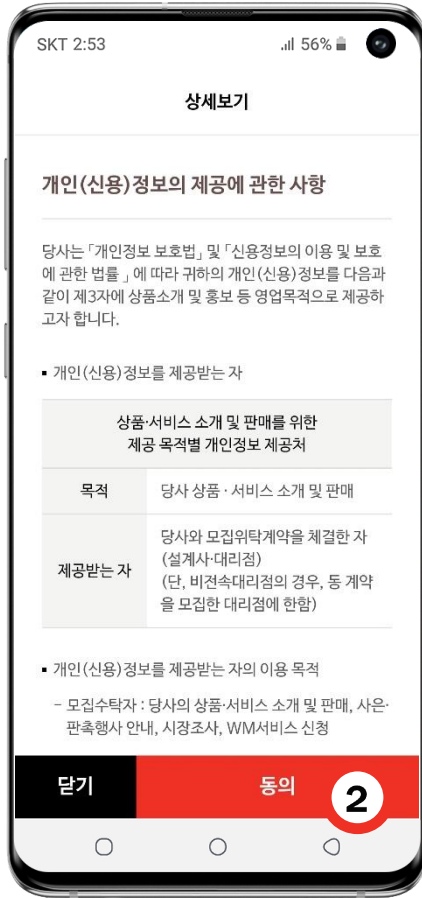 SKT 2:53 56%
상세보기
개인(신용)정보의 제공에 관한 사항
당사는 「개인정보 보호법」 및 「신용정보의 이용 및 보호
에 관한 법률 」에 따라 귀하의 개인(신용)정보를 다음과
같이 제3자에 상품소개 및 홍보 등 영업목적으로 제공하
고자 합니다.
▪ 개인(신용)정보를 제공받는 자
상품·서비스 소개 및 판매를 위한
제공 목적별 개인정보 제공처
목적 당사 상품 · 서비스 소개 및 판매
제공받는 자 당사와 모집위탁계약을 체결한 자
(설계사·대리점)
(단, 비전속대리점의 경우, 동 계약
을 모집한 대리점에 한함)
▪ 개인(신용)정보를 제공받는 자의 이용 목적
- 모집수탁자 : 당사의 상품·서비스 소개 및 판매, 사은·
판촉행사 안내, 시장조사, WM서비스 신청
닫기 동의 2